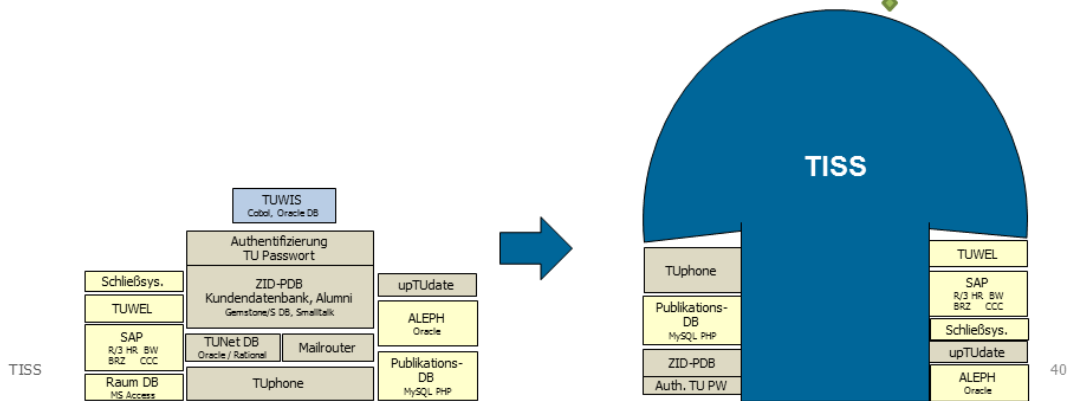 TUWIS
Cobol, Oracle DB
Authentifizierung
TU Passwort
Schließsys.
ZID-PDB
Kundendatenbank, Alumni
Gemstone/S DB, Smalltalk
upTUdate
TUWEL
ALEPH
Oracle
SAP
R/3 HR BW
BRZ CCC
TUNet DB
Oracle / Rational
Mailrouter
Publikations-
DB
MySQL PHP
Raum DB
MS Access
TUphone
TISS
TISS
TUphone
Publikations-
DB
MySQL PHP
ZID-PDB
Auth. TU PW
TUWEL
SAP
R/3 HR BW
BRZ CCC
Schließsys.
upTUdate
ALEPH
Oracle
40